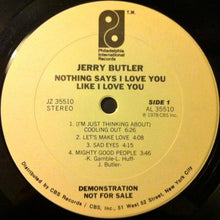 T.M.
Philadelphia
International
Records
JERRY BUTLER
NOTHING SAYS I LOVE YOU
LIKE I LOVE YOU
JZ 35510
STEREO
SIDE 1
AL 35510
℗ 1978 CBS Inc.
1. (I'M JUST THINKING ABOUT)
COOLING OUT 6:26
2. LET'S MAKE LOVE 4:08
3. SAD EYES 4:15
4. MIGHTY GOOD PEOPLE 4:46
-K. Gamble-L. Huff-
J. Butler-
DEMONSTRATION
NOT FOR SALE
Distributed by CBS Records / CBS, Inc., 51 West 52 Street, New York City